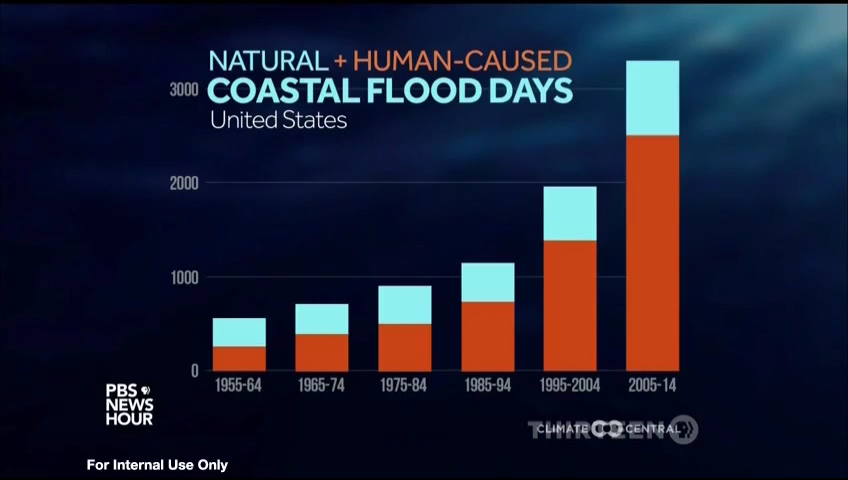 NATURAL + HUMAN-CAUSED
COASTAL FLOOD DAYS
United States
3000
2000
1000
0
1955-64 1965-74 1975-84 1985-94 1995-2004 2005-14
PBS
NEWS
HOUR
THIRTEEN
CLIMATE CENTRAL
For Internal Use Only